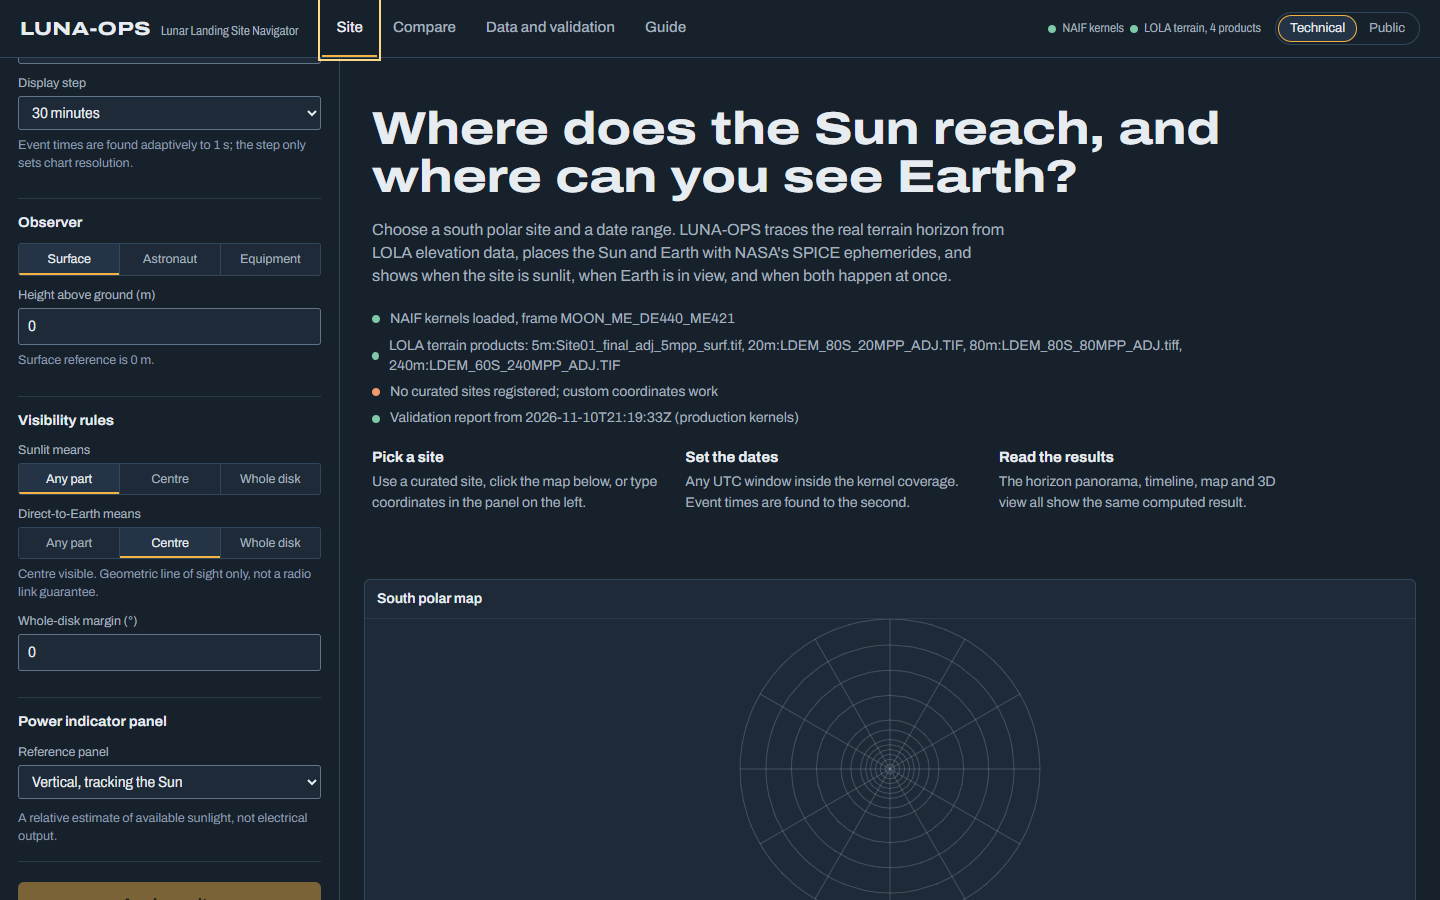 LUNA-OPS Lunar Landing Site Navigator Site Compare Data and validation Guide NAIF kernels LOLA terrain, 4 products Technical Public
Display step
30 minutes
Event times are found adaptively to 1 s; the step only
sets chart resolution.
Observer
Surface Astronaut Equipment
Height above ground (m)
0
Surface reference is 0 m.
Visibility rules
Sunlit means
Any part Centre Whole disk
Direct-to-Earth means
Any part Centre Whole disk
Centre visible. Geometric line of sight only, not a radio
link guarantee.
Whole-disk margin (°)
0
Power indicator panel
Reference panel
Vertical, tracking the Sun
A relative estimate of available sunlight, not electrical
output.
Where does the Sun reach, and
where can you see Earth?
Choose a south polar site and a date range. LUNA-OPS traces the real terrain horizon from
LOLA elevation data, places the Sun and Earth with NASA's SPICE ephemerides, and
shows when the site is sunlit, when Earth is in view, and when both happen at once.
NAIF kernels loaded, frame MOON_ME_DE440_ME421
LOLA terrain products: 5m:Site01_final_adj_5mpp_surf.tif, 20m:LDEM_80S_20MPP_ADJ.TIF, 80m:LDEM_80S_80MPP_ADJ.tiff,
240m:LDEM_60S_240MPP_ADJ.TIF
No curated sites registered; custom coordinates work
Validation report from 2026-11-10T21:19:33Z (production kernels)
Pick a site
Use a curated site, click the map below, or type
coordinates in the panel on the left.
Set the dates
Any UTC window inside the kernel coverage.
Event times are found to the second.
Read the results
The horizon panorama, timeline, map and 3D
view all show the same computed result.
South polar map